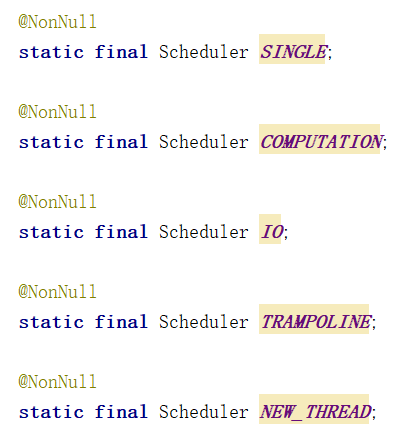 @NonNull
static final Scheduler SINGLE;
@NonNull
static final Scheduler COMPUTATION;
@NonNull
static final Scheduler IO;
@NonNull
static final Scheduler TRAMPOLINE;
@NonNull
static final Scheduler NEW_THREAD;